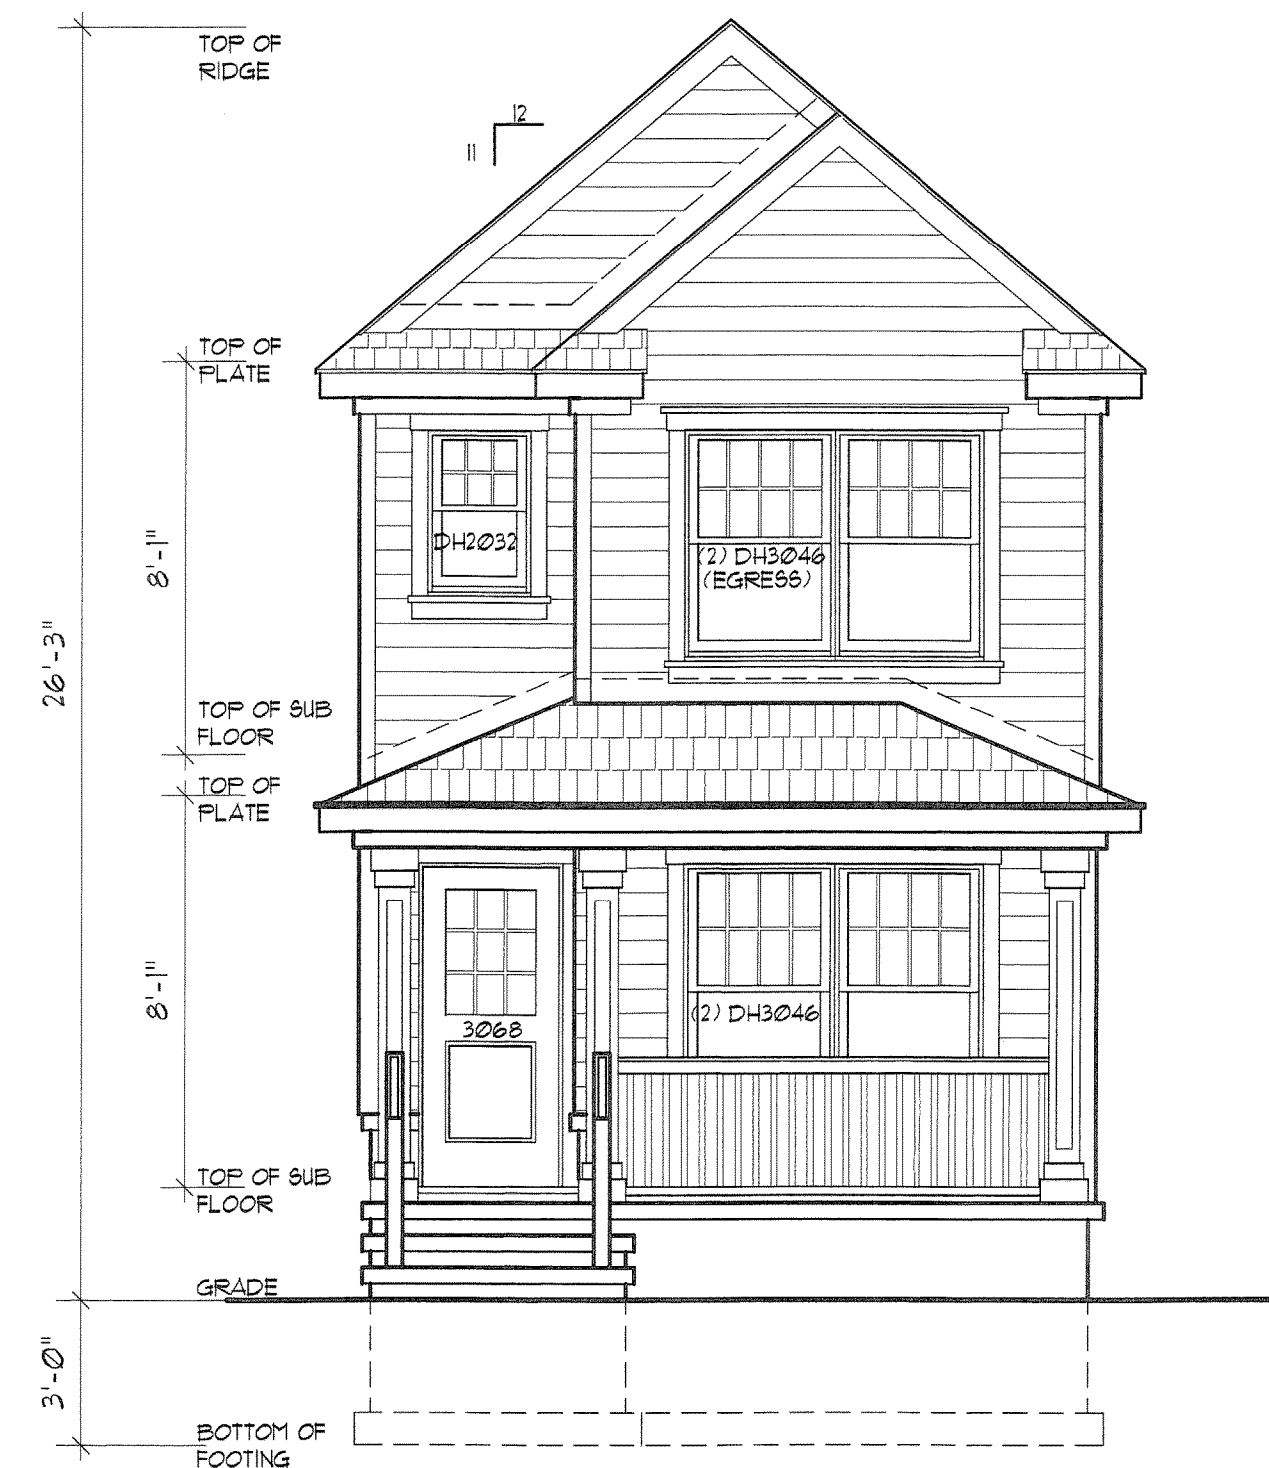 TOP OF
RIDGE
12
11
TOP OF
PLATE
DH2032
(2) DH3046
(EGRESS)
8'-1"
26'-3"
TOP OF SUB
FLOOR
TOP OF
PLATE
8'-1"
(2) DH3046
3068
TOP OF SUB
FLOOR
GRADE
3'-0"
BOTTOM OF
FOOTING